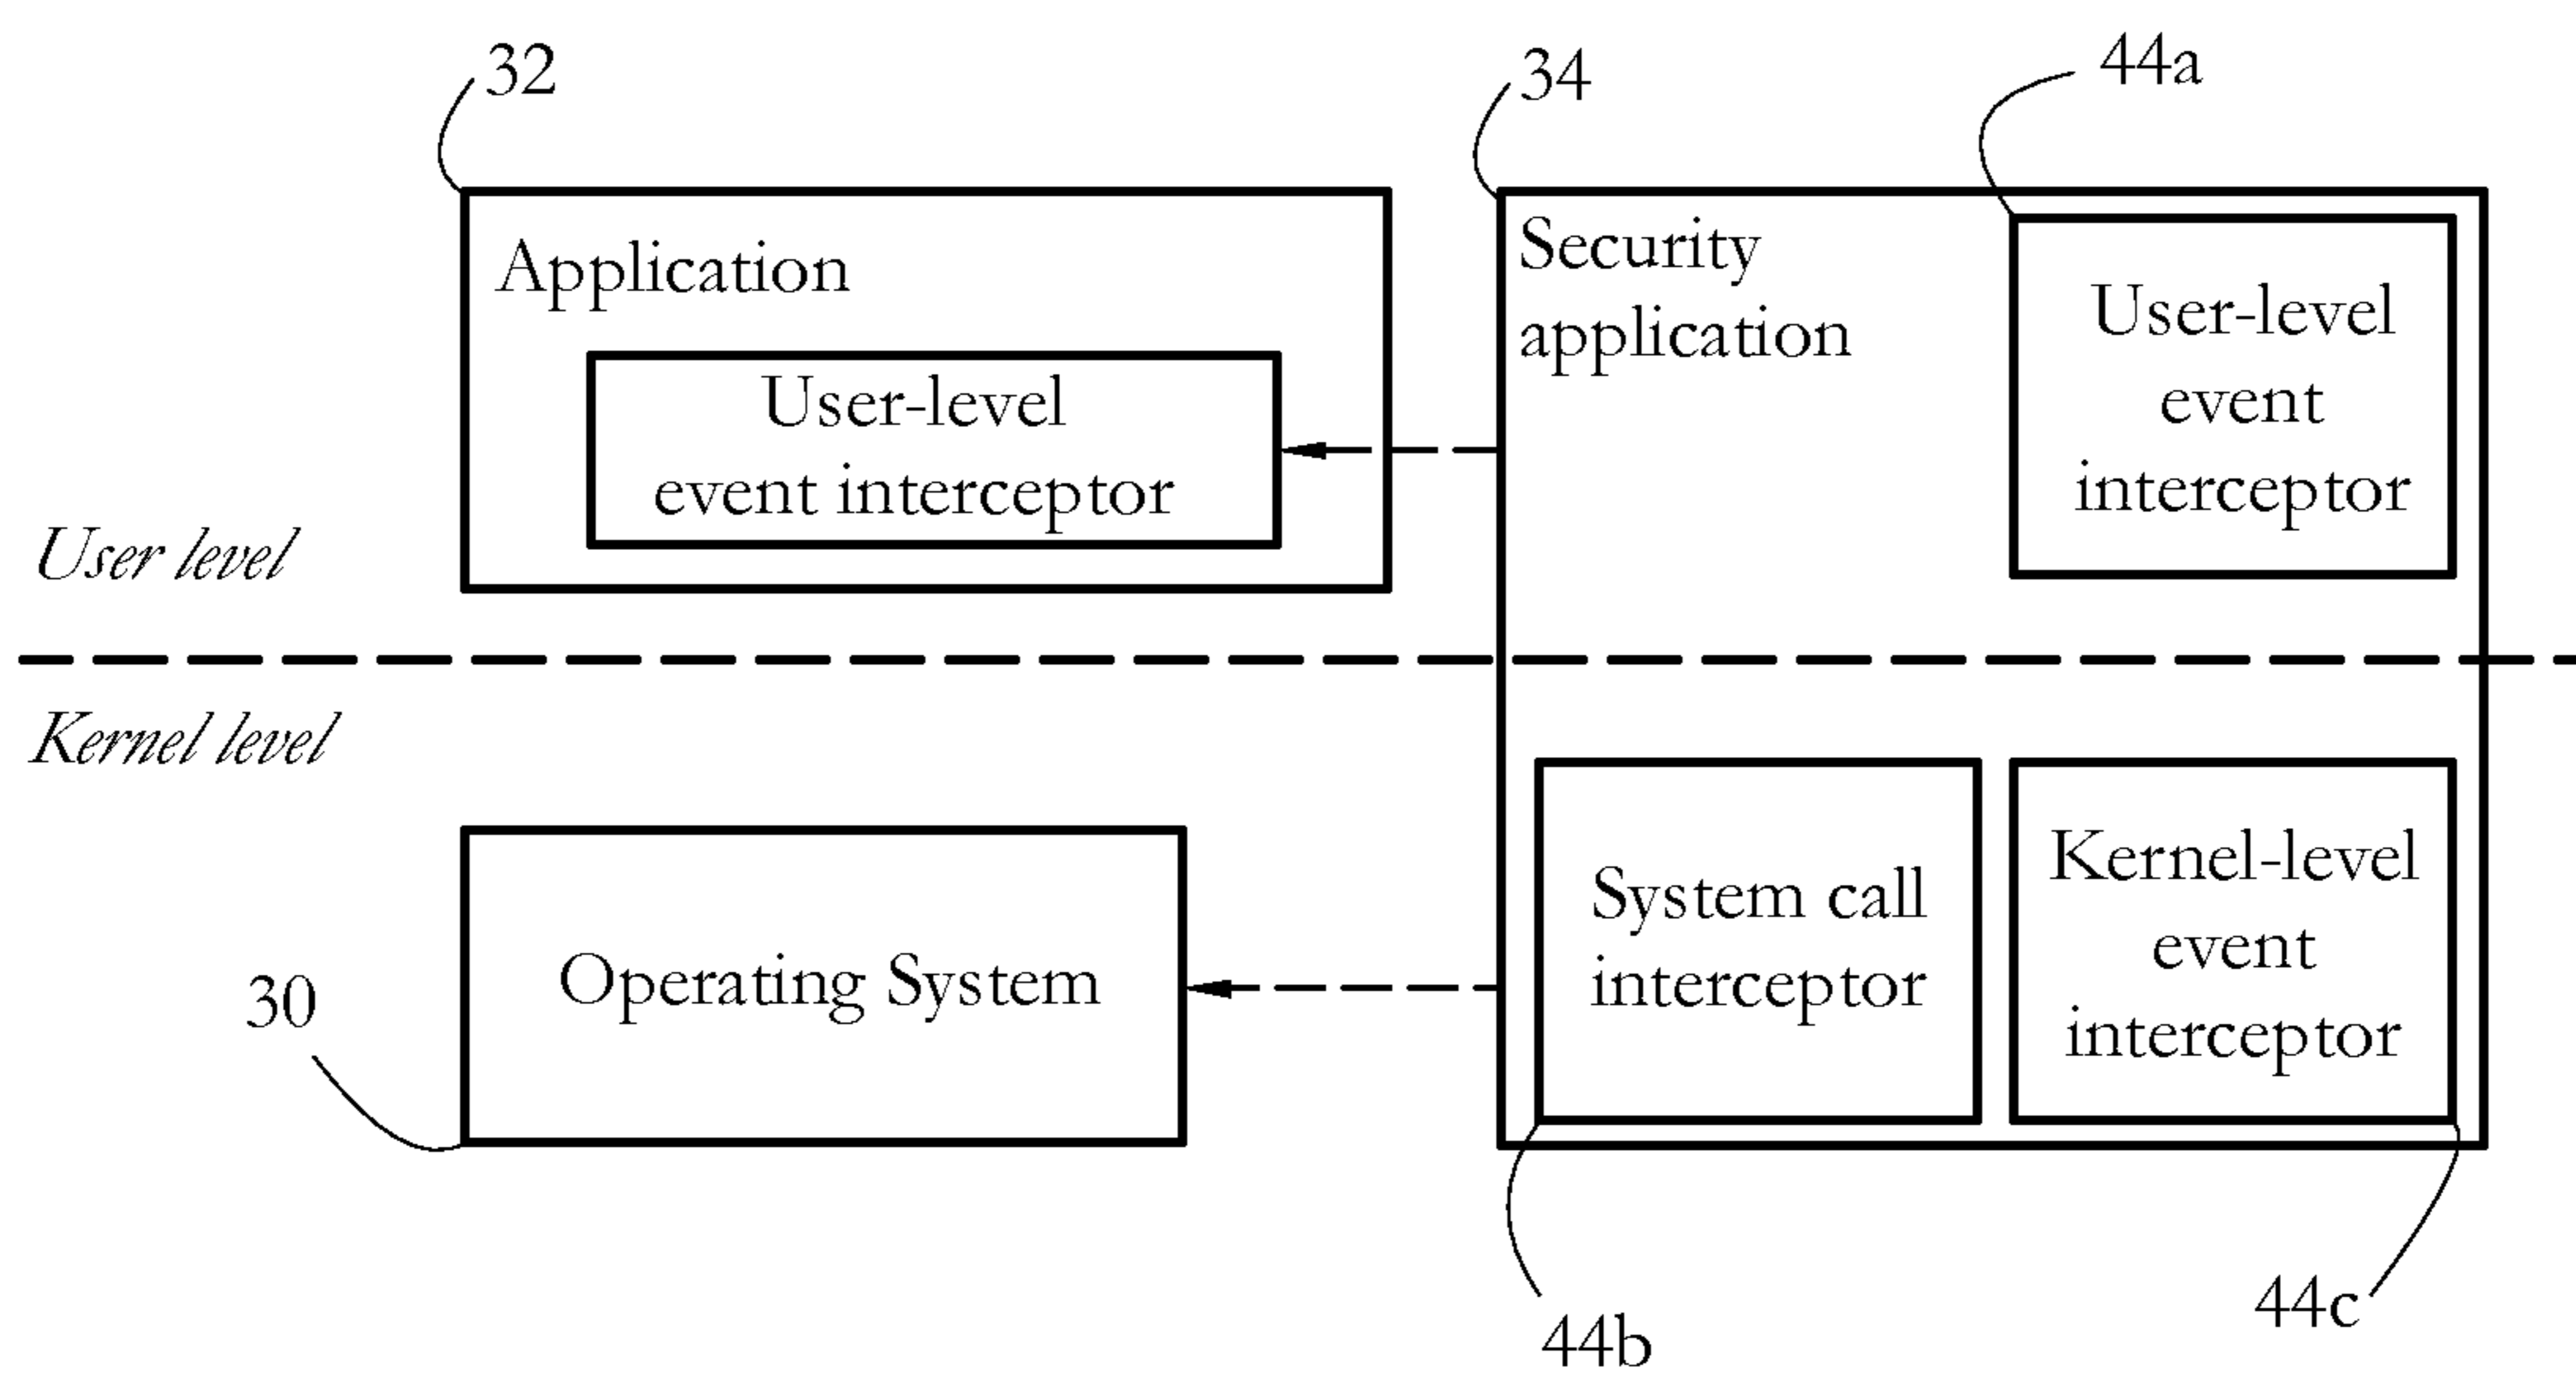 32
34
44a
Application
Security
application
User-level
event interceptor
User-level
event
interceptor
User level
Kernel level
Operating System
30
System call
interceptor
Kernel-level
event
interceptor
44b
44c